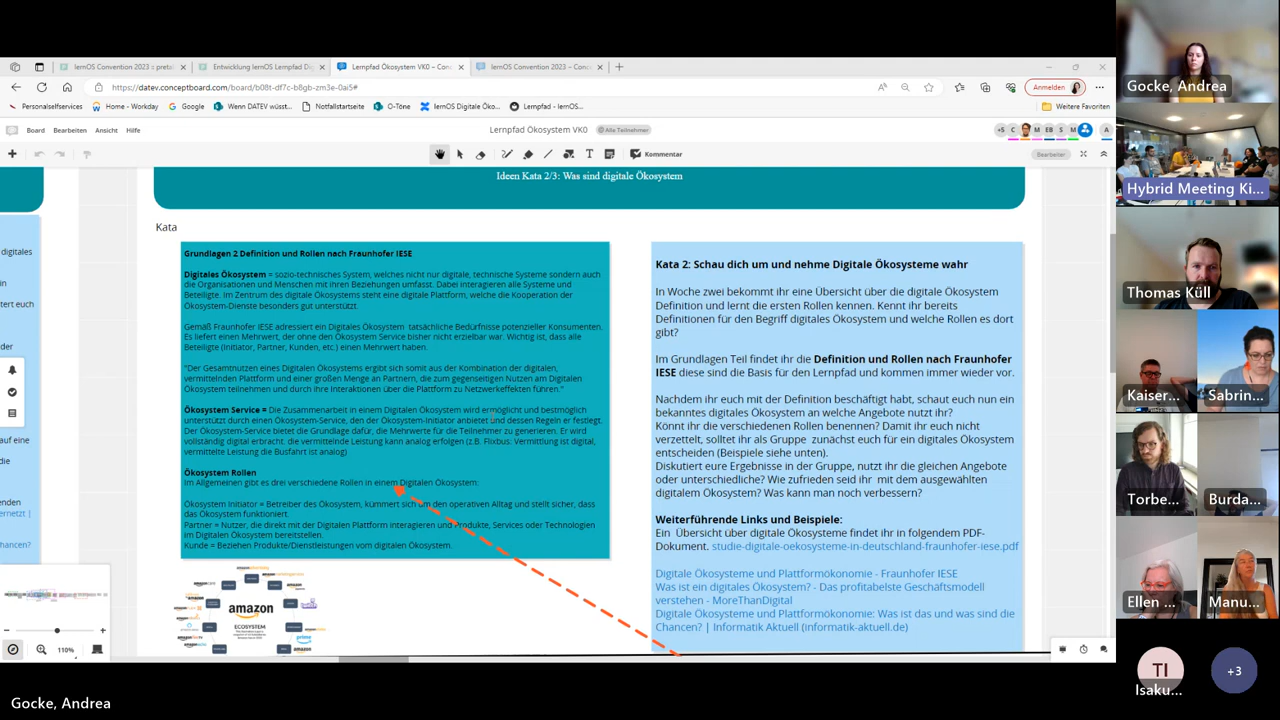 lernOS Convention 2023 = pretal
Entwicklung lernOS Lernpfad Dig
Lernpfad Ökosystem VK0 – Conc
lernOS Convention 2023 – Conc
https://datev.conceptboard.com/board/b08t-df7c-b8gb-zm3e-0ai5#
Anmelden
Personalselfservices
Home - Workday
Google
Wenn DATEV wüsst...
Notfallstartseite
O-Töne
lernOS Digitale Öko...
Lernpfad - lernOS...
Weitere Favoriten
Board
Bearbeiten
Ansicht
Hilfe
Lernpfad Ökosystem VK0
Alle Teilnehmer
+5
C
M
EB
S
M
A
Kommentar
Bearbeiter
Ideen Kata 2/3: Was sind digitale Ökosystem
Kata
Grundlagen 2 Definition und Rollen nach Fraunhofer IESE
Digitales Ökosystem = sozio-technisches System, welches nicht nur digitale, technische Systeme sondern auch
die Organisationen und Menschen mit ihren Beziehungen umfasst. Dabei interagieren alle Systeme und
Beteiligte. Im Zentrum des digitale Ökosystems steht eine digitale Plattform, welche die Kooperation der
Ökosystem-Dienste besonders gut unterstützt.
Gemäß Fraunhofer IESE adressiert ein Digitales Ökosystem tatsächliche Bedürfnisse potenzieller Konsumenten.
Es liefert einen Mehrwert, der ohne den Ökosystem Service bisher nicht erzielbar war. Wichtig ist, dass alle
Beteiligte (Initiator, Partner, Kunden, etc.) einen Mehrwert haben.
"Der Gesamtnutzen eines Digitalen Ökosystems ergibt sich somit aus der Kombination der digitalen,
vermittelnden Plattform und einer großen Menge an Partnern, die zum gegenseitigen Nutzen am Digitalen
Ökosystem teilnehmen und durch ihre Interaktionen über die Plattform zu Netzwerkeffekten führen."
Ökosystem Service = Die Zusammenarbeit in einem Digitalen Ökosystem wird ermöglicht und bestmöglich
unterstützt durch einen Ökosystem-Service, den der Ökosystem-Initiator anbietet und dessen Regeln er festlegt.
Der Ökosystem-Service bietet die Grundlage dafür, die Mehrwerte für die Teilnehmer zu generieren. Er wird
vollständig digital erbracht. die vermittelnde Leistung kann analog erfolgen (z.B. Flixbus: Vermittlung ist digital,
vermittelte Leistung die Busfahrt ist analog)
Ökosystem Rollen
Im Allgemeinen gibt es drei verschiedene Rollen in einem Digitalen Ökosystem:
Ökosystem Initiator = Betreiber des Ökosystem, kümmert sich um den operativen Alltag und stellt sicher, dass
das Ökosystem funktioniert.
Partner = Nutzer, die direkt mit der Digitalen Plattform interagieren und Produkte, Services oder Technologien
im Digitalen Ökosystem bereitstellen.
Kunde = Beziehen Produkte/Dienstleistungen vom digitalen Ökosystem.
amazon
ECOSYSTEM
prime
Kata 2: Schau dich um und nehme Digitale Ökosysteme wahr
In Woche zwei bekommt ihr eine Übersicht über die digitale Ökosystem
Definition und lernt die ersten Rollen kennen. Kennt ihr bereits
Definitionen für den Begriff digitales Ökosystem und welche Rollen es dort
gibt?
Im Grundlagen Teil findet ihr die Definition und Rollen nach Fraunhofer
IESE diese sind die Basis für den Lernpfad und kommen immer wieder vor.
Nachdem ihr euch mit der Definition beschäftigt habt, schaut euch nun ein
bekanntes digitales Ökosystem an welche Angebote nutzt ihr?
Konnt ihr die verschiedenen Rollen benennen? Damit ihr euch nicht
verzettelt, solltet ihr als Gruppe zunächst euch für ein digitales Ökosystem
entscheiden (Beispiele siehe unten).
Diskutiert eure Ergebnisse in der Gruppe, nutzt ihr die gleichen Angebote
oder unterschiedliche? Wie zufrieden seid ihr mit dem ausgewählten
digitalem Ökosystem? Was kann man noch verbessern?
Weiterführende Links und Beispiele:
Ein Übersicht über digitale Ökosysteme findet ihr in folgendem PDF-
Dokument. studie-digitale-oekosysteme-in-deutschland-fraunhofer-iese.pdf
Digitale Ökosysteme und Plattformökonomie - Fraunhofer IESE
Was ist ein digitales Ökosystem? - Das profitabelste Geschäftsmodell
verstehen - MoreThanDigital
Digitale Ökosysteme und Plattformökonomie: Was ist das und was sind die
Chancen? | Informatik Aktuell (informatik-aktuell.de)
digitales
tiert euch
der
auf eine
enden
ernetzt |
hancen?
110%
Gocke, Andrea
Hybrid Meeting Ki...
Thomas Küll
Kaiser...
Sabrin...
Torbe...
Burda...
Ellen ...
Manu...
TI
Isaku...
+3
Gocke, Andrea